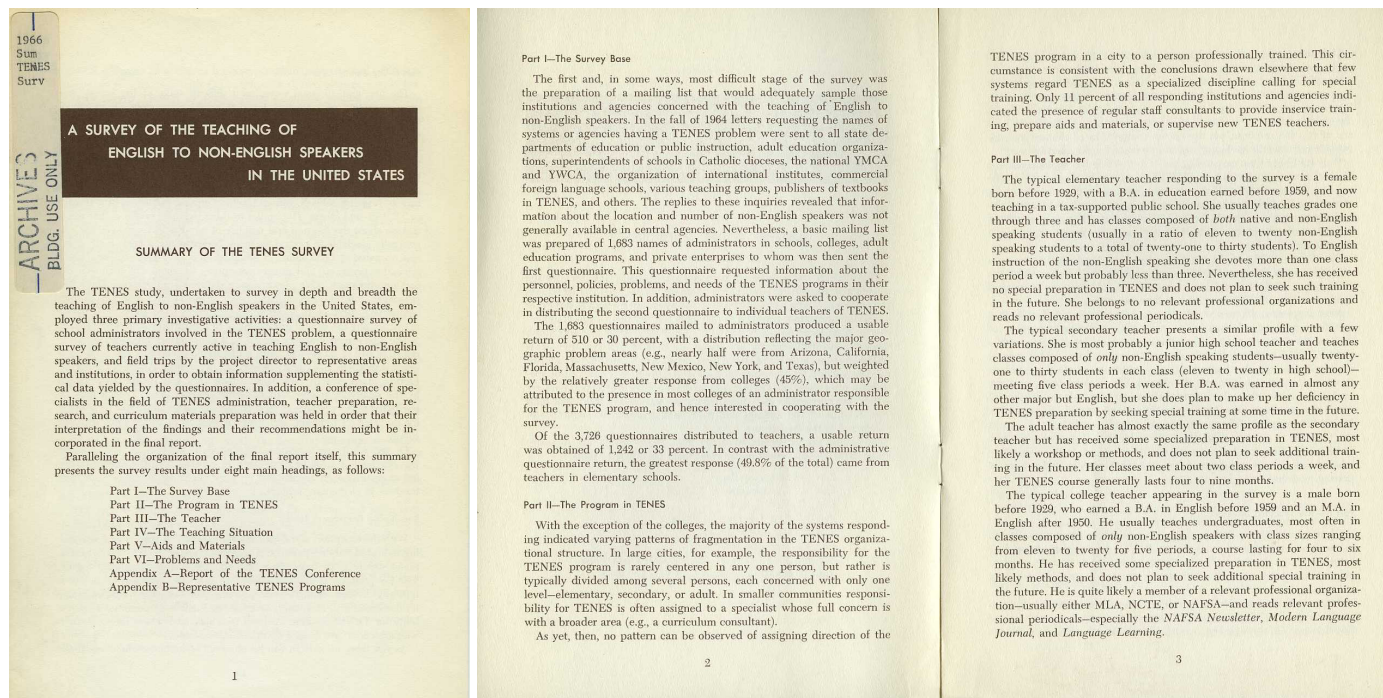 1966
Sum
TENES
Surv
—ARCHIVES
BLDG. USE ONLY
A SURVEY OF THE TEACHING OF
ENGLISH TO NON-ENGLISH SPEAKERS
IN THE UNITED STATES
SUMMARY OF THE TENES SURVEY
The TENES study, undertaken to survey in depth and breadth the
teaching of English to non-English speakers in the United States, em-
ployed three primary investigative activities: a questionnaire survey of
school administrators involved in the TENES problem, a questionnaire
survey of teachers currently active in teaching English to non-English
speakers, and field trips by the project director to representative areas
and institutions, in order to obtain information supplementing the statisti-
cal data yielded by the questionnaires. In addition, a conference of spe-
cialists in the field of TENES administration, teacher preparation, re-
search, and curriculum materials preparation was held in order that their
interpretation of the findings and their recommendations might be in-
corporated in the final report.
Paralleling the organization of the final report itself, this summary
presents the survey results under eight main headings, as follows:
Part I—The Survey Base
Part II—The Program in TENES
Part III—The Teacher
Part IV—The Teaching Situation
Part V—Aids and Materials
Part VI—Problems and Needs
Appendix A—Report of the TENES Conference
Appendix B—Representative TENES Programs
1
Part I—The Survey Base
The first and, in some ways, most difficult stage of the survey was
the preparation of a mailing list that would adequately sample those
institutions and agencies concerned with the teaching of English to
non-English speakers. In the fall of 1964 letters requesting the names of
systems or agencies having a TENES problem were sent to all state de-
partments of education or public instruction, adult education organiza-
tions, superintendents of schools in Catholic dioceses, the national YMCA
and YWCA, the organization of international institutes, commercial
foreign language schools, various teaching groups, publishers of textbooks
in TENES, and others. The replies to these inquiries revealed that infor-
mation about the location and number of non-English speakers was not
generally available in central agencies. Nevertheless, a basic mailing list
was prepared of 1,683 names of administrators in schools, colleges, adult
education programs, and private enterprises to whom was then sent the
first questionnaire. This questionnaire requested information about the
personnel, policies, problems, and needs of the TENES programs in their
respective institution. In addition, administrators were asked to cooperate
in distributing the second questionnaire to individual teachers of TENES.
The 1,683 questionnaires mailed to administrators produced a usable
return of 510 or 30 percent, with a distribution reflecting the major geo-
graphic problem areas (e.g., nearly half were from Arizona, California,
Florida, Massachusetts, New Mexico, New York, and Texas), but weighted
by the relatively greater response from colleges (45%), which may be
attributed to the presence in most colleges of an administrator responsible
for the TENES program, and hence interested in cooperating with the
survey.
Of the 3,726 questionnaires distributed to teachers, a usable return
was obtained of 1,242 or 33 percent. In contrast with the administrative
questionnaire return, the greatest response (49.8% of the total) came from
teachers in elementary schools.
Part II—The Program in TENES
With the exception of the colleges, the majority of the systems respond-
ing indicated varying patterns of fragmentation in the TENES organiza-
tional structure. In large cities, for example, the responsibility for the
TENES program is rarely centered in any one person, but rather is
typically divided among several persons, each concerned with only one
level—elementary, secondary, or adult. In smaller communities responsi-
bility for TENES is often assigned to a specialist whose full concern is
with a broader area (e.g., a curriculum consultant).
As yet, then, no pattern can be observed of assigning direction of the
2
TENES program in a city to a person professionally trained. This cir-
cumstance is consistent with the conclusions drawn elsewhere that few
systems regard TENES as a specialized discipline calling for special
training. Only 11 percent of all responding institutions and agencies indi-
cated the presence of regular staff consultants to provide inservice train-
ing, prepare aids and materials, or supervise new TENES teachers.
Part III—The Teacher
The typical elementary teacher responding to the survey is a female
born before 1929, with a B.A. in education earned before 1959, and now
teaching in a tax-supported public school. She usually teaches grades one
through three and has classes composed of both native and non-English
speaking students (usually in a ratio of eleven to twenty non-English
speaking students to a total of twenty-one to thirty students). To English
instruction of the non-English speaking she devotes more than one class
period a week but probably less than three. Nevertheless, she has received
no special preparation in TENES and does not plan to seek such training
in the future. She belongs to no relevant professional organizations and
reads no relevant professional periodicals.
The typical secondary teacher presents a similar profile with a few
variations. She is most probably a junior high school teacher and teaches
classes composed of only non-English speaking students—usually twenty-
one to thirty students in each class (eleven to twenty in high school)—
meeting five class periods a week. Her B.A. was earned in almost any
other major but English, but she does plan to make up her deficiency in
TENES preparation by seeking special training at some time in the future.
The adult teacher has almost exactly the same profile as the secondary
teacher but has received some specialized preparation in TENES, most
likely a workshop or methods, and does not plan to seek additional train-
ing in the future. Her classes meet about two class periods a week, and
her TENES course generally lasts four to nine months.
The typical college teacher appearing in the survey is a male born
before 1929, who earned a B.A. in English before 1959 and an M.A. in
English after 1950. He usually teaches undergraduates, most often in
classes composed of only non-English speakers with class sizes ranging
from eleven to twenty for five periods, a course lasting for four to six
months. He has received some specialized preparation in TENES, most
likely methods, and does not plan to seek additional special training in
the future. He is quite likely a member of a relevant professional organiza-
tion—usually either MLA, NCTE, or NAFSA—and reads relevant profes-
sional periodicals—especially the NAFSA Newsletter, Modern Language
Journal, and Language Learning.
3